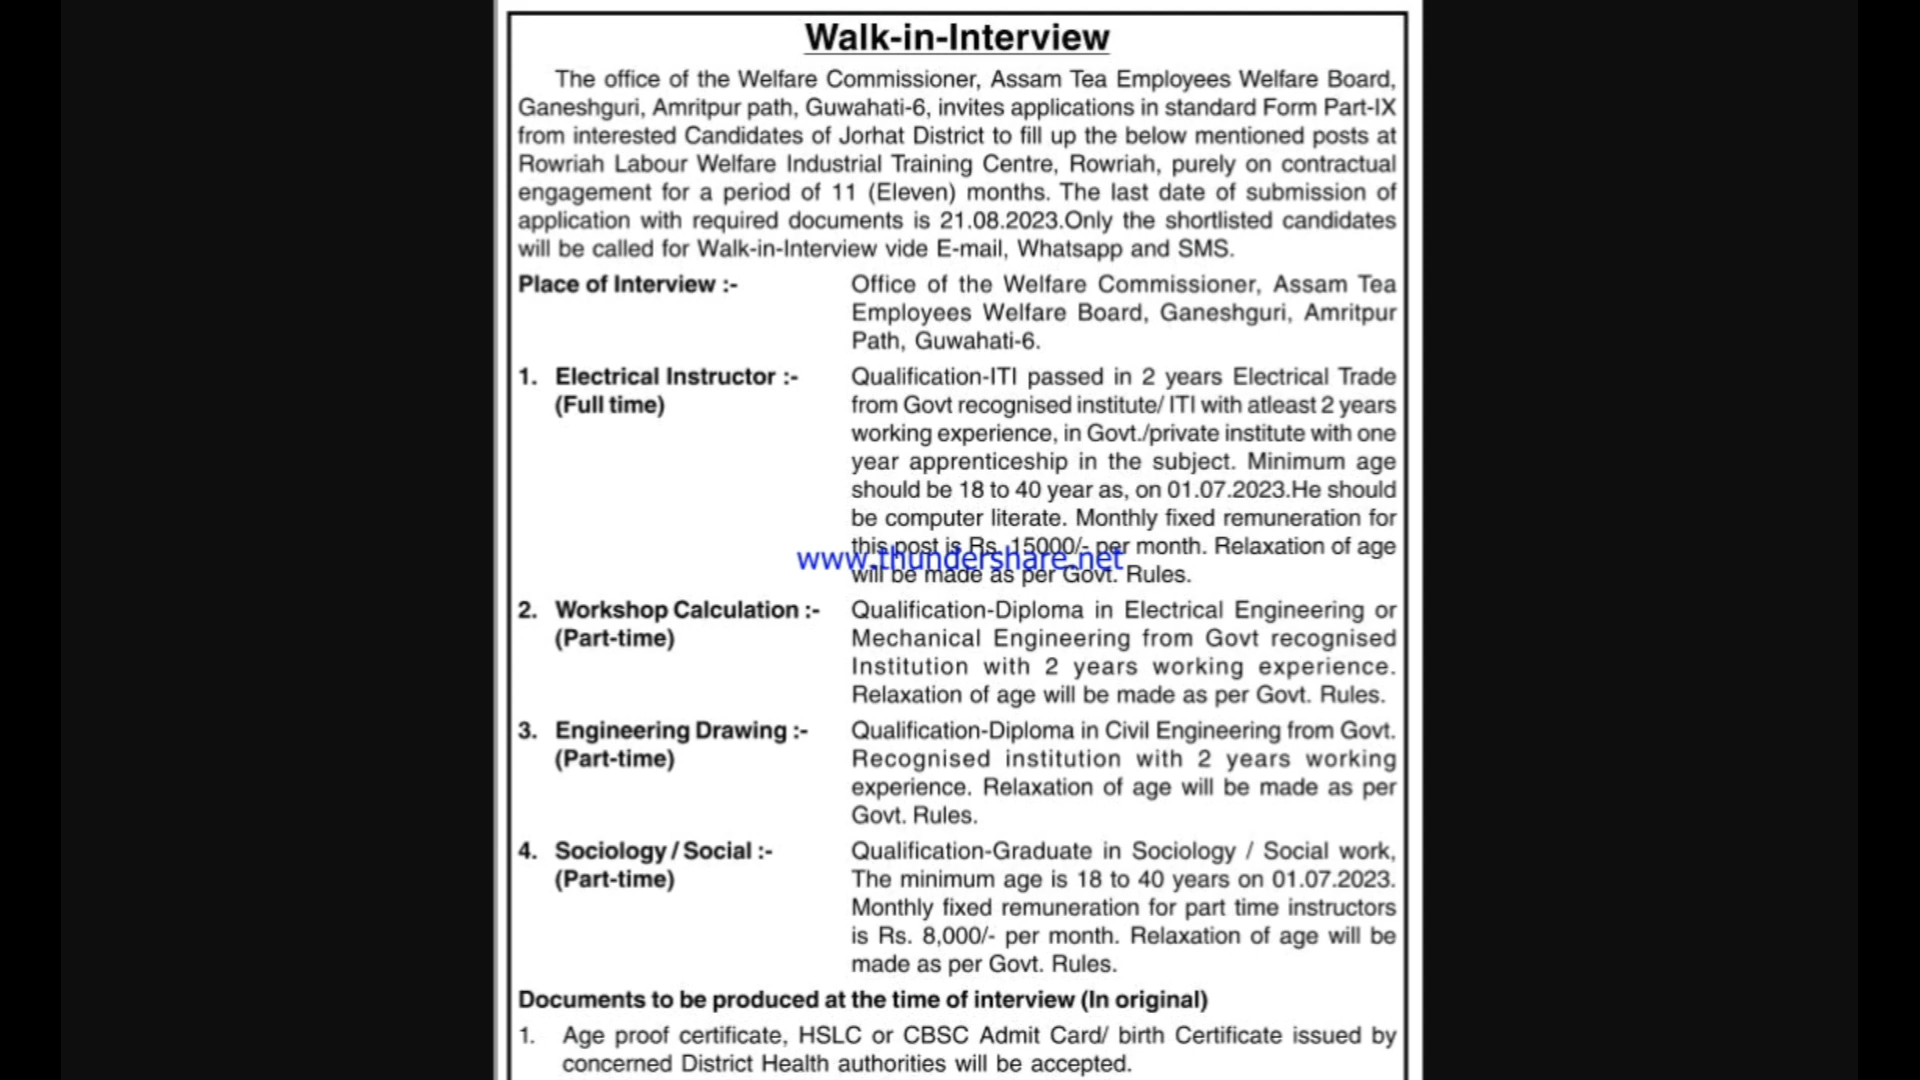 Walk-in-Interview
The office of the Welfare Commissioner, Assam Tea Employees Welfare Board,
Ganeshguri, Amritpur path, Guwahati-6, invites applications in standard Form Part-IX
from interested Candidates of Jorhat District to fill up the below mentioned posts at
Rowriah Labour Welfare Industrial Training Centre, Rowriah, purely on contractual
engagement for a period of 11 (Eleven) months. The last date of submission of
application with required documents is 21.08.2023.Only the shortlisted candidates
will be called for Walk-in-Interview vide E-mail, Whatsapp and SMS.
Place of Interview :- Office of the Welfare Commissioner, Assam Tea
Employees Welfare Board, Ganeshguri, Amritpur
Path, Guwahati-6.
1. Electrical Instructor :- Qualification-ITI passed in 2 years Electrical Trade
(Full time) from Govt recognised institute/ ITI with atleast 2 years
working experience, in Govt./private institute with one
year apprenticeship in the subject. Minimum age
should be 18 to 40 year as, on 01.07.2023.He should
be computer literate. Monthly fixed remuneration for
this post is Rs. 15000/- per month. Relaxation of age
www.thundershare.net
will be made as per Govt. Rules.
2. Workshop Calculation :- Qualification-Diploma in Electrical Engineering or
(Part-time) Mechanical Engineering from Govt recognised
Institution with 2 years working experience.
Relaxation of age will be made as per Govt. Rules.
3. Engineering Drawing :- Qualification-Diploma in Civil Engineering from Govt.
(Part-time) Recognised institution with 2 years working
experience. Relaxation of age will be made as per
Govt. Rules.
4. Sociology / Social :- Qualification-Graduate in Sociology / Social work,
(Part-time) The minimum age is 18 to 40 years on 01.07.2023.
Monthly fixed remuneration for part time instructors
is Rs. 8,000/- per month. Relaxation of age will be
made as per Govt. Rules.
Documents to be produced at the time of interview (In original)
1. Age proof certificate, HSLC or CBSC Admit Card/ birth Certificate issued by
concerned District Health authorities will be accepted.